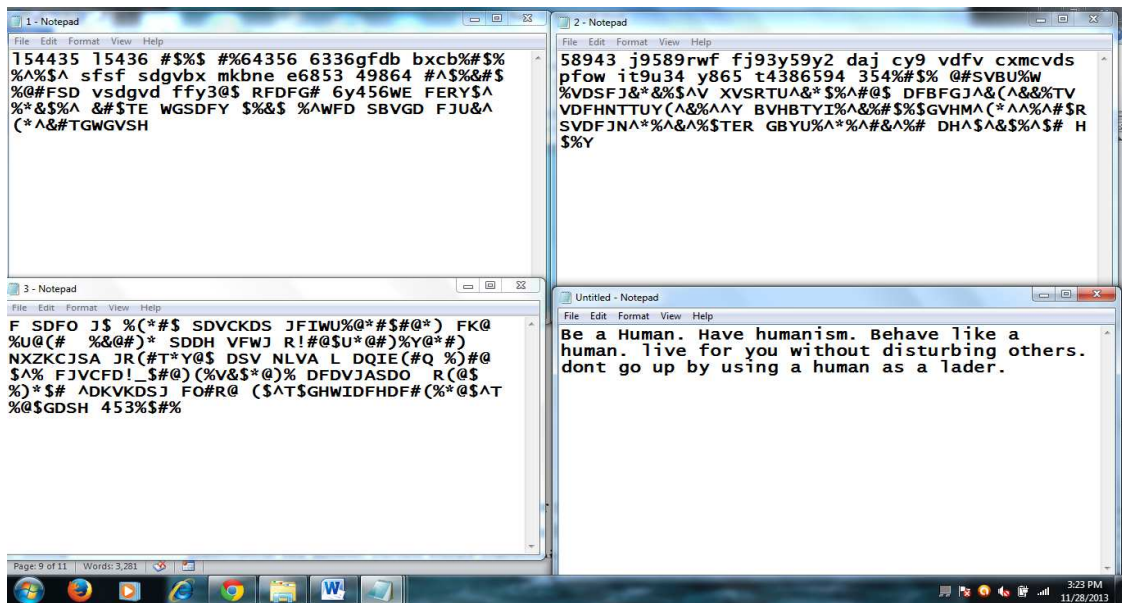 1 - Notepad
File Edit Format View Help
l54435 l5436 #$%$ #%64356 6336gfdb bxcb%#$%
%^%$^ sfsf sdgvbx mkbne e6853 49864 #^$%&#$
%@#FSD vsdgvd ffy3@$ RFDFG# 6y456WE FERY$^
%*&$%^ &#$TE WGSDFY $%&$ %^WFD SBVGD FJU&^
(*^&#TGWGVSH
2 - Notepad
File Edit Format View Help
58943 j9589rwf fj93y59y2 daj cy9 vdfv cxmcvds
pfow it9u34 y865 t4386594 354%#$% @#SVBU%W
%VDSFJ&*&%$^V XVSRTU^&*$%^#@$ DFBFGJ^&(^&&%TV
VDFHNTTUY(^&%^^Y BVHBTYI%^&%#$%$GVHM^(*^^%^#$R
SVDFJN^*%^&^%$TER GBYU%^*%^#&^%# DH^$^&$%^$# H
$%Y
3 - Notepad
File Edit Format View Help
F SDFO J$ %(*#$ SDVCKDS JFIWU%@*#$#@*) FK@
%U@(# %&@#)* SDDH VFWJ R!#@$U*@#)%Y@*#)
NXZKCJSA JR(#T*Y@$ DSV NLVA L DQIE(#Q %)#@
$^% FJVCFD!_$#@)(%V&$*@)% DFDVJASDO R(@$
%)*$# ^DKVKDSJ FO#R@ ($^T$GHWIDFHDF#(%*@$^T
%@$GDSH 453%$#%
Untitled - Notepad
File Edit Format View Help
Be a Human. Have humanism. Behave like a
human. live for you without disturbing others.
dont go up by using a human as a lader.
Page: 9 of 11 Words: 3,281
3:23 PM
11/28/2013